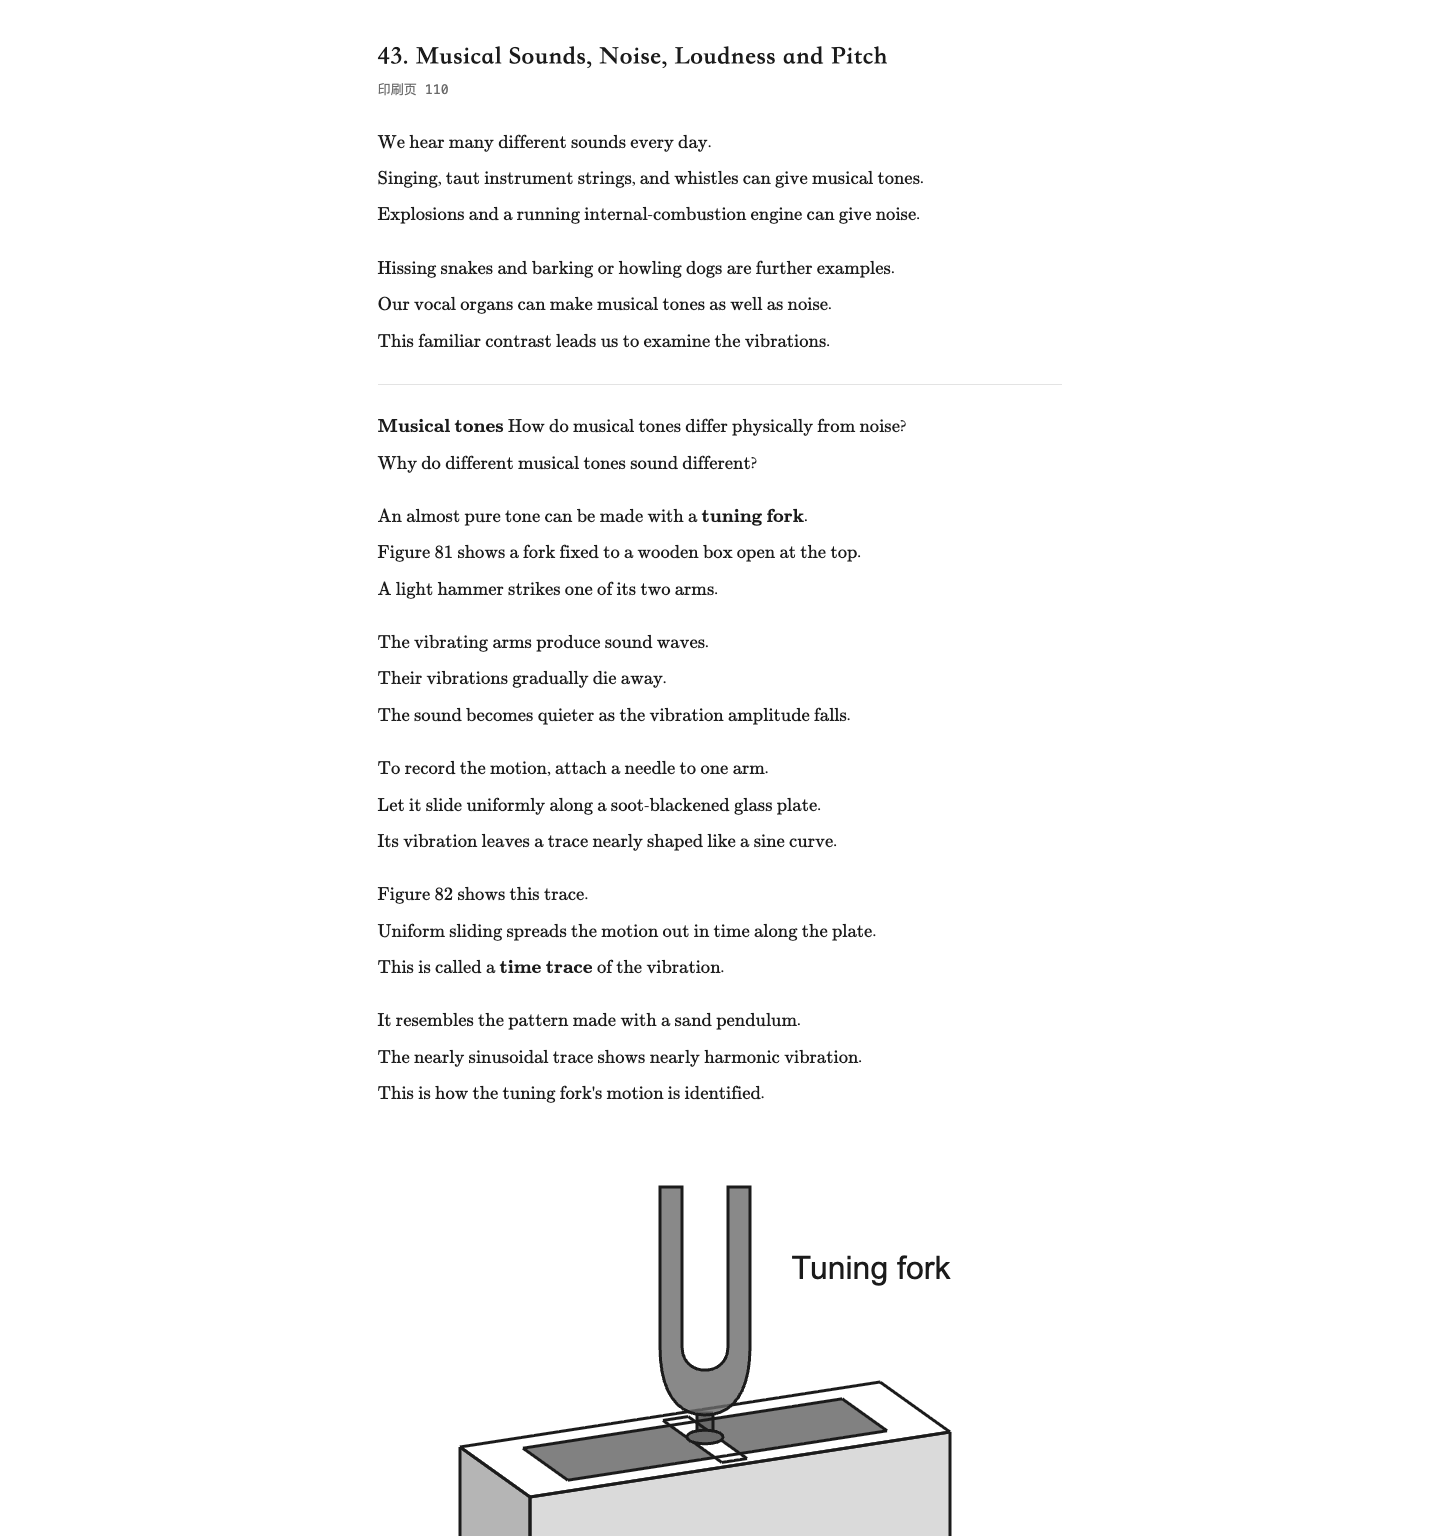 43. Musical Sounds, Noise, Loudness and Pitch
印刷页 110
We hear many different sounds every day.
Singing, taut instrument strings, and whistles can give musical tones.
Explosions and a running internal-combustion engine can give noise.
Hissing snakes and barking or howling dogs are further examples.
Our vocal organs can make musical tones as well as noise.
This familiar contrast leads us to examine the vibrations.
Musical tones How do musical tones differ physically from noise?
Why do different musical tones sound different?
An almost pure tone can be made with a tuning fork.
Figure 81 shows a fork fixed to a wooden box open at the top.
A light hammer strikes one of its two arms.
The vibrating arms produce sound waves.
Their vibrations gradually die away.
The sound becomes quieter as the vibration amplitude falls.
To record the motion, attach a needle to one arm.
Let it slide uniformly along a soot-blackened glass plate.
Its vibration leaves a trace nearly shaped like a sine curve.
Figure 82 shows this trace.
Uniform sliding spreads the motion out in time along the plate.
This is called a time trace of the vibration.
It resembles the pattern made with a sand pendulum.
The nearly sinusoidal trace shows nearly harmonic vibration.
This is how the tuning fork's motion is identified.
Tuning fork